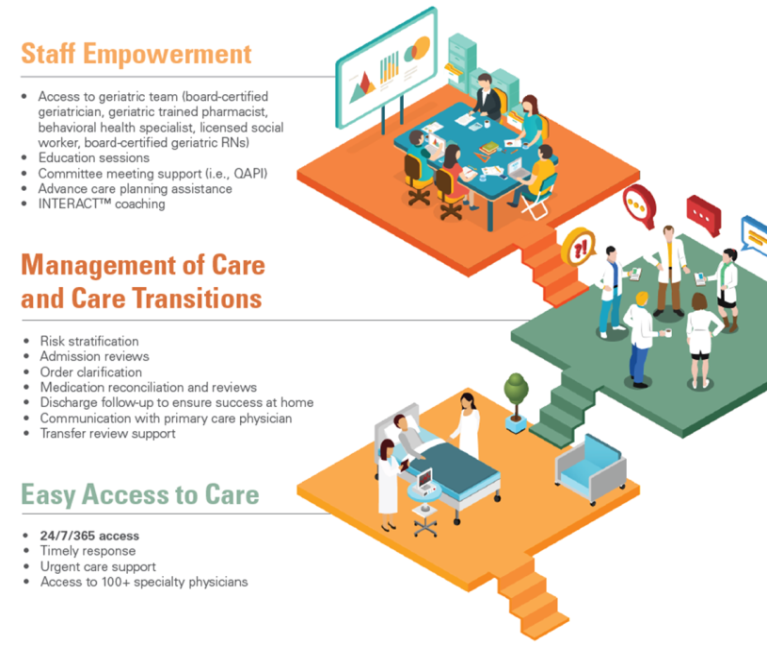 Staff Empowerment
• Access to geriatric team (board-certified
geriatrician, geriatric trained pharmacist,
behavioral health specialist, licensed social
worker, board-certified geriatric RNs)
• Education sessions
• Committee meeting support (i.e., QAPI)
• Advance care planning assistance
• INTERACT™ coaching
?!
Management of Care
and Care Transitions
• Risk stratification
• Admission reviews
• Order clarification
• Medication reconciliation and reviews
• Discharge follow-up to ensure success at home
• Communication with primary care physician
• Transfer review support
Easy Access to Care
• 24/7/365 access
• Timely response
• Urgent care support
• Access to 100+ specialty physicians